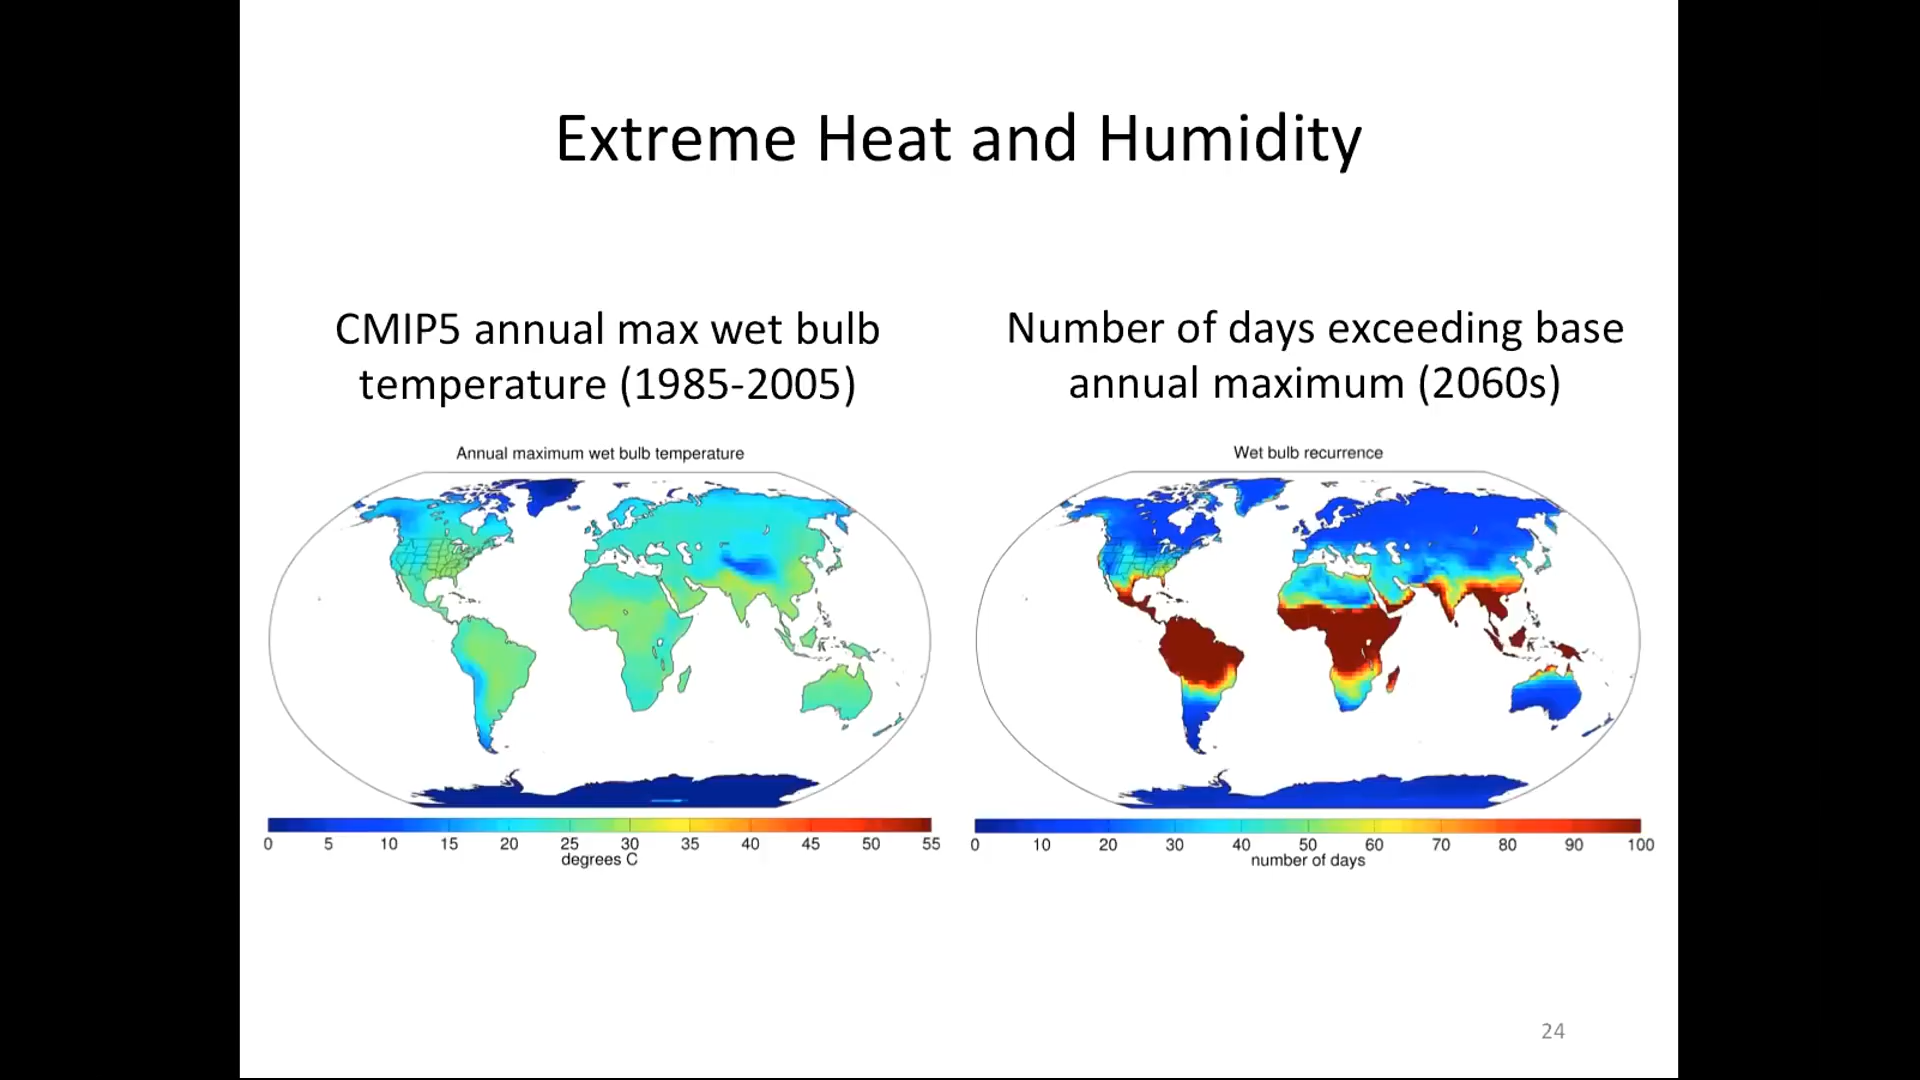 Extreme Heat and Humidity
CMIP5 annual max wet bulb
temperature (1985-2005)
Annual maximum wet bulb temperature
0 5 10 15 20 25 30 35 40 45 50 55
degrees C
Number of days exceeding base
annual maximum (2060s)
Wet bulb recurrence
0 10 20 30 40 50 60 70 80 90 100
number of days
24